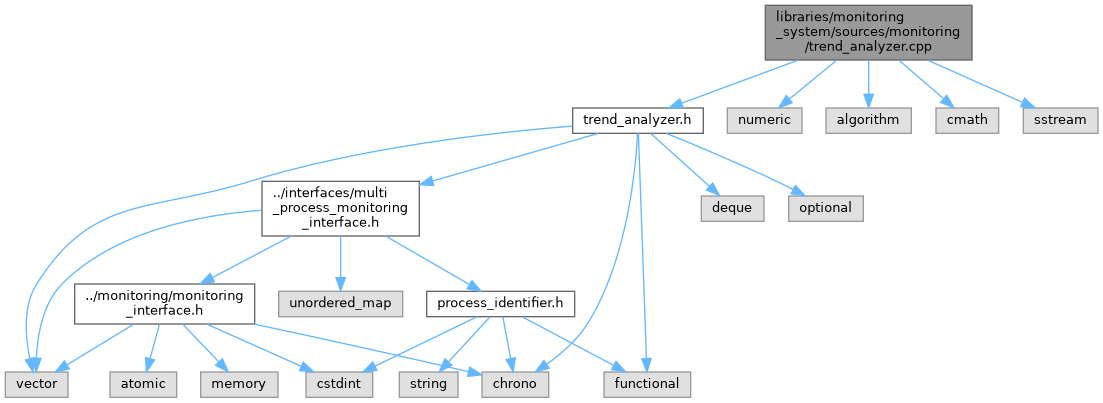 libraries/monitoring
_system/sources/monitoring
/trend_analyzer.cpp
trend_analyzer.h
numeric
algorithm
cmath
sstream
../interfaces/multi
_process_monitoring
_interface.h
deque
optional
../monitoring/monitoring
_interface.h
unordered_map
process_identifier.h
vector
atomic
memory
cstdint
string
chrono
functional